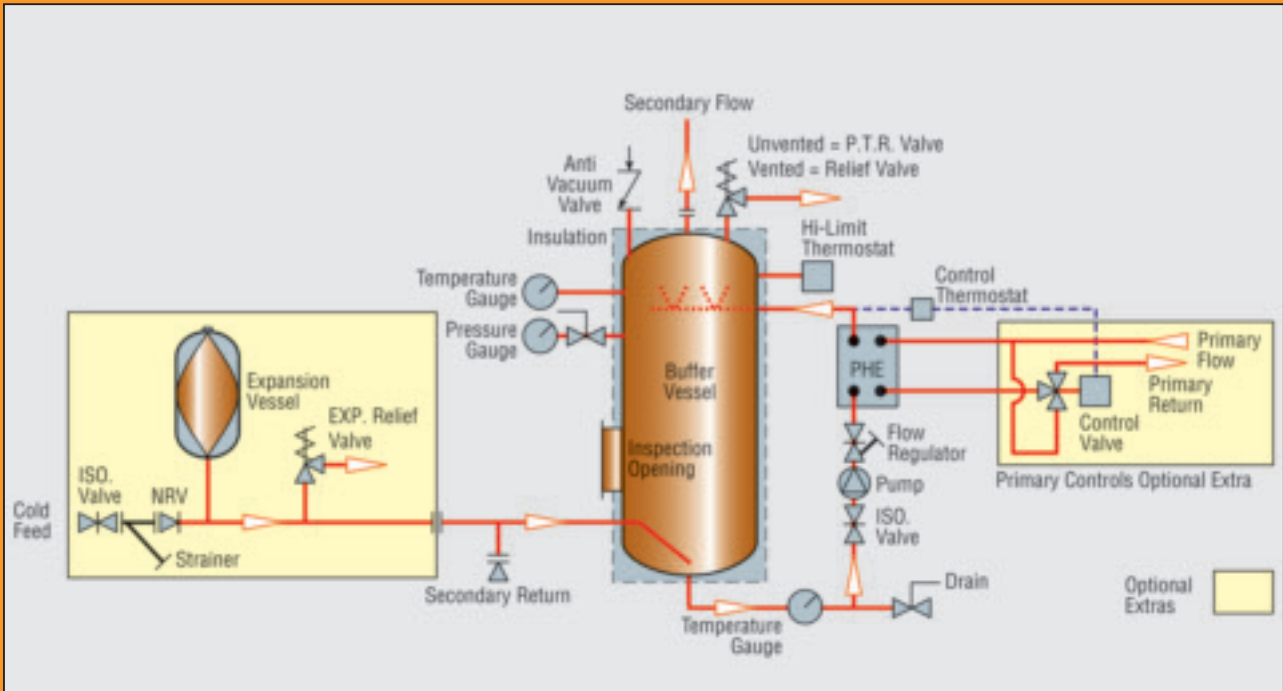 Secondary Flow
Unvented = P.T.R. Valve
Vented = Relief Valve
Anti
Vacuum
Valve
Insulation
Hi-Limit
Thermostat
Temperature
Gauge
Control
Thermostat
Pressure
Gauge
Primary
Flow
Primary
Return
Control
Valve
Primary Controls Optional Extra
PHE
Buffer
Vessel
Expansion
Vessel
EXP. Relief
Valve
Flow
Regulator
Inspection
Opening
Pump
ISO.
Valve
ISO.
Valve
NRV
Cold
Feed
Strainer
Secondary Return
Drain
Temperature
Gauge
Optional
Extras